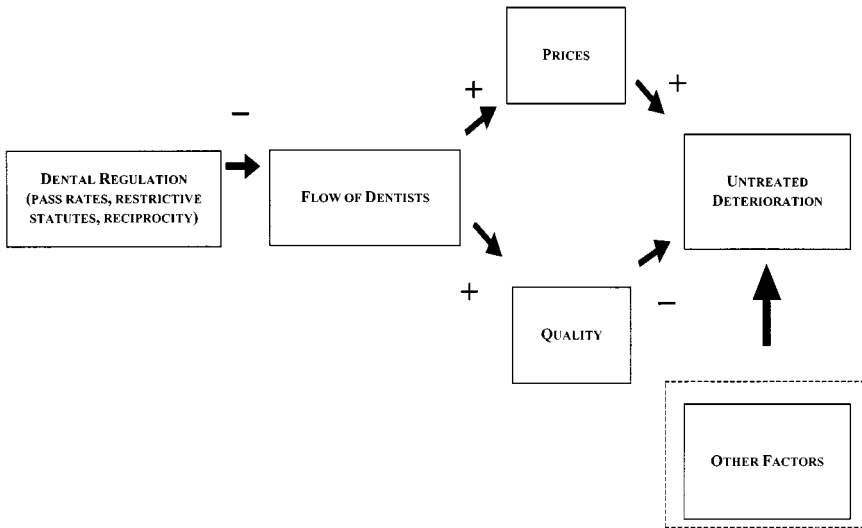 PRICES
+
+
−
DENTAL REGULATION
(PASS RATES, RESTRICTIVE
STATUTES, RECIPROCITY)
FLOW OF DENTISTS
UNTREATED
DETERIORATION
+
−
QUALITY
OTHER FACTORS